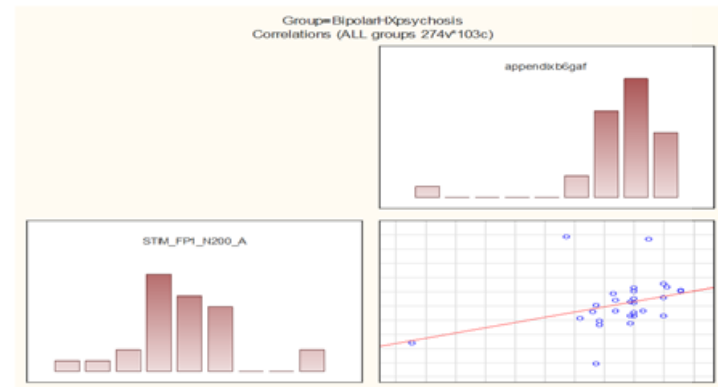 Group=BipolarHXpsychosis
Correlations (ALL groups 274v*103c)
appendixb6gaf
STIM_FP1_N200_A